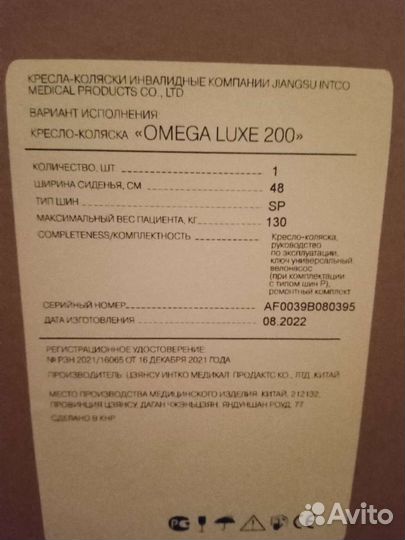 КРЕСЛА-КОЛЯСКИ ИНВАЛИДНЫЕ КОМПАНИИ JIANGSU INTCO
MEDICAL PRODUCTS CO., LTD
ВАРИАНТ ИСПОЛНЕНИЯ:
КРЕСЛО-КОЛЯСКА «OMEGA LUXE 200»
КОЛИЧЕСТВО, ШТ 1
ШИРИНА СИДЕНЬЯ, СМ 48
ТИП ШИН SP
МАКСИМАЛЬНЫЙ ВЕС ПАЦИЕНТА, КГ 130
COMPLETENESS/КОМПЛЕКТНОСТЬ Кресло-коляска,
руководство
по эксплуатации,
ключ универсальный,
велонасос
(при комплектации
с типом шин P),
ремонтный комплект
СЕРИЙНЫЙ НОМЕР AF0039B080395
ДАТА ИЗГОТОВЛЕНИЯ 08.2022
РЕГИСТРАЦИОННОЕ УДОСТОВЕРЕНИЕ:
№ РЗН 2021/16065 ОТ 16 ДЕКАБРЯ 2021 ГОДА
ПРОИЗВОДИТЕЛЬ: ЦЗЯНСУ ИНТКО МЕДИКАЛ ПРОДАКТС КО., ЛТД, КИТАЙ
МЕСТО ПРОИЗВОДСТВА МЕДИЦИНСКОГО ИЗДЕЛИЯ: КИТАЙ, 212132,
ПРОВИНЦИЯ ЦЗЯНСУ, ДАГАН ЧЖЭНЬЦЗЯН, ЯНДУНШАН РОУД, 77
СДЕЛАНО В КНР
Avito